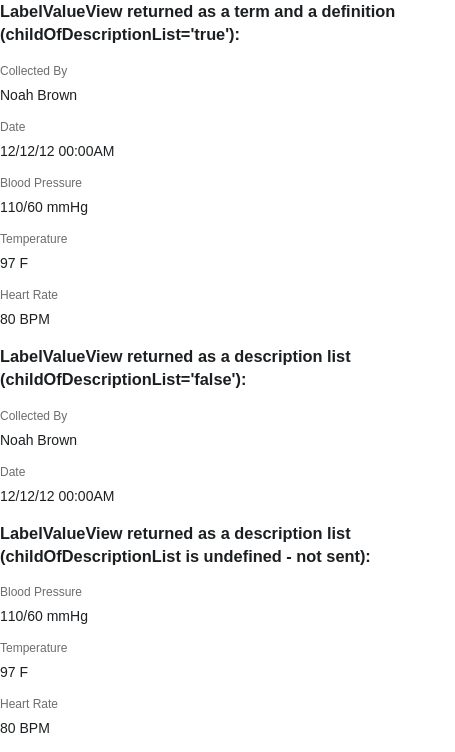 LabelValueView returned as a term and a definition
(childOfDescriptionList='true'):
Collected By
Noah Brown
Date
12/12/12 00:00AM
Blood Pressure
110/60 mmHg
Temperature
97 F
Heart Rate
80 BPM
LabelValueView returned as a description list
(childOfDescriptionList='false'):
Collected By
Noah Brown
Date
12/12/12 00:00AM
LabelValueView returned as a description list
(childOfDescriptionList is undefined - not sent):
Blood Pressure
110/60 mmHg
Temperature
97 F
Heart Rate
80 BPM